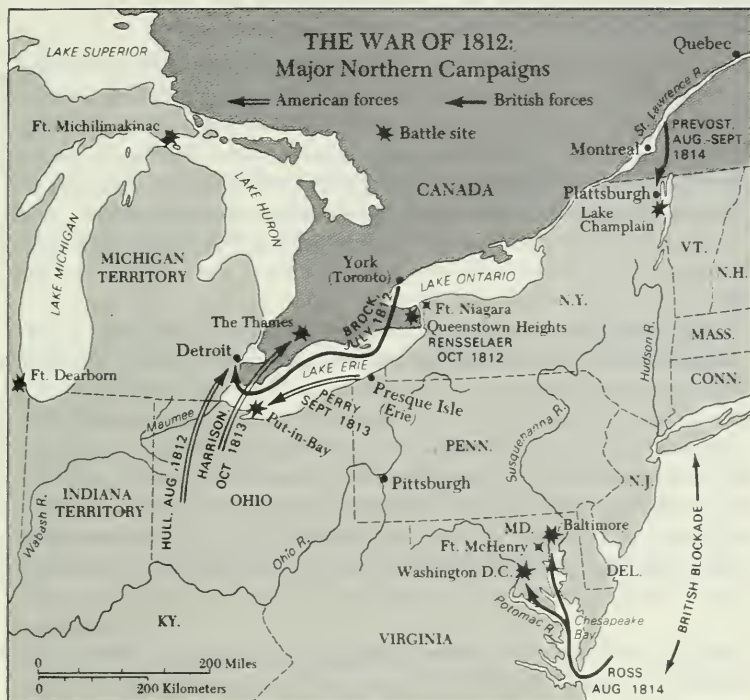 THE WAR OF 1812:
Major Northern Campaigns
American forces
British forces
Battle site
LAKE SUPERIOR
Quebec
St. Lawrence R.
Ft. Michilimakinac
Montreal
PREVOST.
AUG.-SEPT.
1814
CANADA
Plattsburgh
Lake
Champlain
LAKE HURON
LAKE MICHIGAN
MICHIGAN
TERRITORY
York
(Toronto)
LAKE ONTARIO
VT.
N.H.
N.Y.
Ft. Niagara
Queenstown Heights
RENSSELAER
OCT 1812
BROCK,
JULY 1812
The Thames
Detroit
Hudson R.
MASS.
CONN.
Ft. Dearborn
LAKE ERIE
Presque Isle
(Erie)
PERRY
SEPT 1813
Maumee
Put-in-Bay
HULL, AUG. 1812
HARRISON
OCT 1813
PENN.
Susquehanna R.
Pittsburgh
N.J.
INDIANA
TERRITORY
OHIO
Wabash R.
Ohio R.
MD.
Baltimore
Ft. McHenry
Washington D.C.
DEL.
BRITISH BLOCKADE
KY.
Potomac R.
Chesapeake
Bay
VIRGINIA
ROSS
AUG 1814
0
200 Miles
0
200 Kilometers